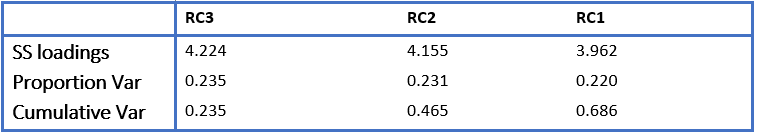 RC3 RC2 RC1
SS loadings 4.224 4.155 3.962
Proportion Var 0.235 0.231 0.220
Cumulative Var 0.235 0.465 0.686